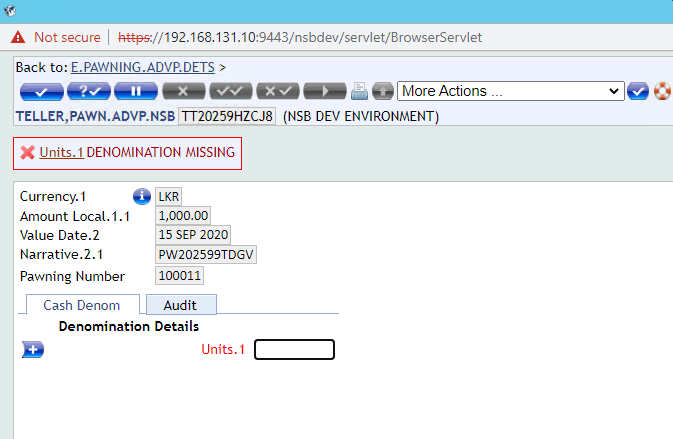 Not secure | https://192.168.131.10:9443/nsbdev/servlet/BrowserServlet
Back to: E.PAWNING.ADVP.DETS >
More Actions ...
TELLER,PAWN.ADVP.NSB TT20259HZCJ8 (NSB DEV ENVIRONMENT)
Units.1 DENOMINATION MISSING
Currency.1 LKR
Amount Local.1.1 1,000.00
Value Date.2 15 SEP 2020
Narrative.2.1 PW202599TDGV
Pawning Number 100011
Cash Denom Audit
Denomination Details
Units.1